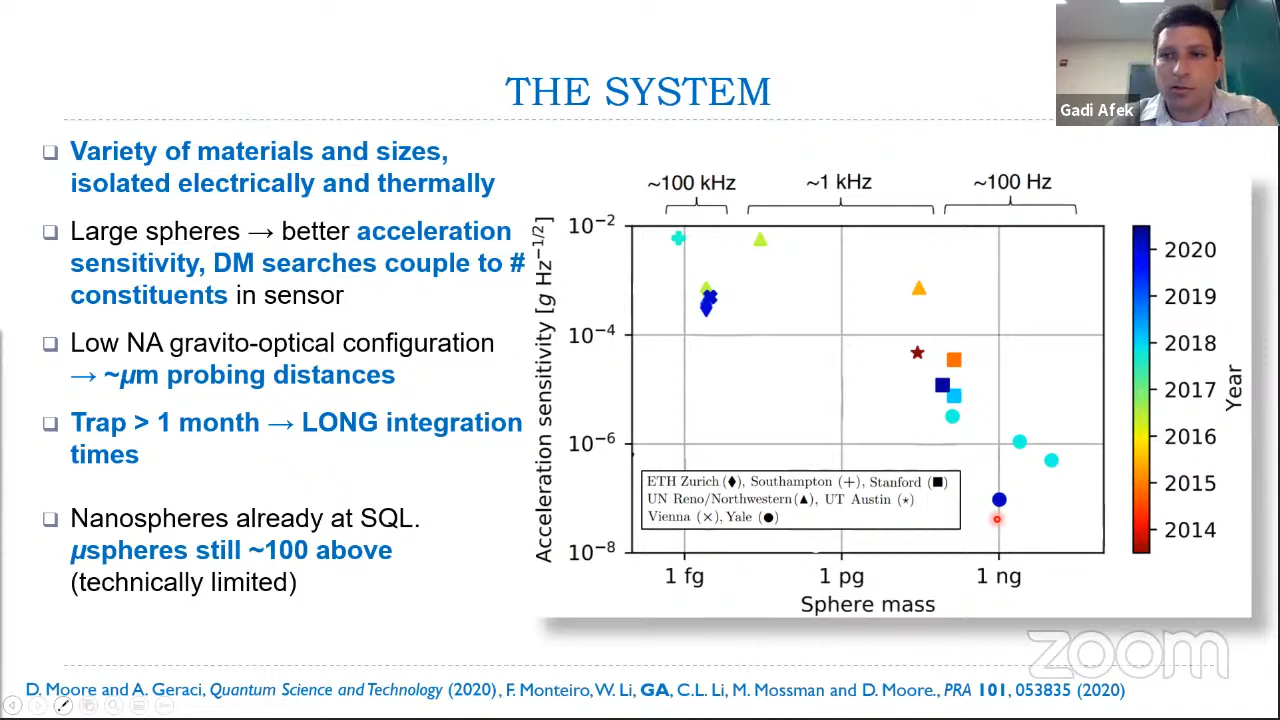 THE SYSTEM
Gadi Afek
❑ Variety of materials and sizes,
isolated electrically and thermally
❑ Large spheres → better acceleration
sensitivity, DM searches couple to #
constituents in sensor
❑ Low NA gravito-optical configuration
→ ~μm probing distances
❑ Trap > 1 month → LONG integration
times
❑ Nanospheres already at SQL.
μspheres still ~100 above
(technically limited)
~100 kHz ~1 kHz ~100 Hz
Acceleration sensitivity [g Hz⁻¹/²]
10⁻²
10⁻⁴
10⁻⁶
10⁻⁸
ETH Zurich (♦), Southampton (+), Stanford (■)
UN Reno/Northwestern (▲), UT Austin (⋆)
Vienna (×), Yale (●)
1 fg 1 pg 1 ng
Sphere mass
2020
2019
2018
2017
2016
2015
2014
Year
zoom
D. Moore and A. Geraci, Quantum Science and Technology (2020), F. Monteiro, W. Li, GA, C.L. Li, M. Mossman and D. Moore., PRA 101, 053835 (2020)